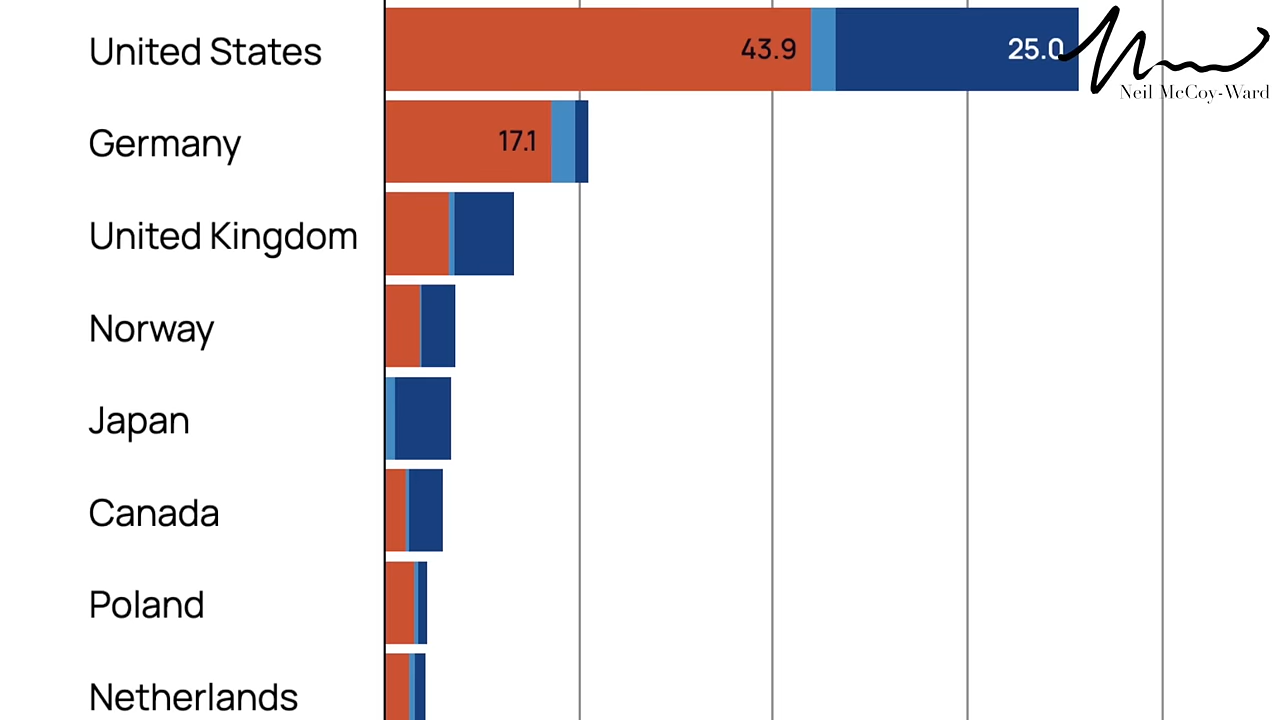 United States 43.9 25.0
Neil McCoy-Ward
Germany 17.1
United Kingdom
Norway
Japan
Canada
Poland
Netherlands